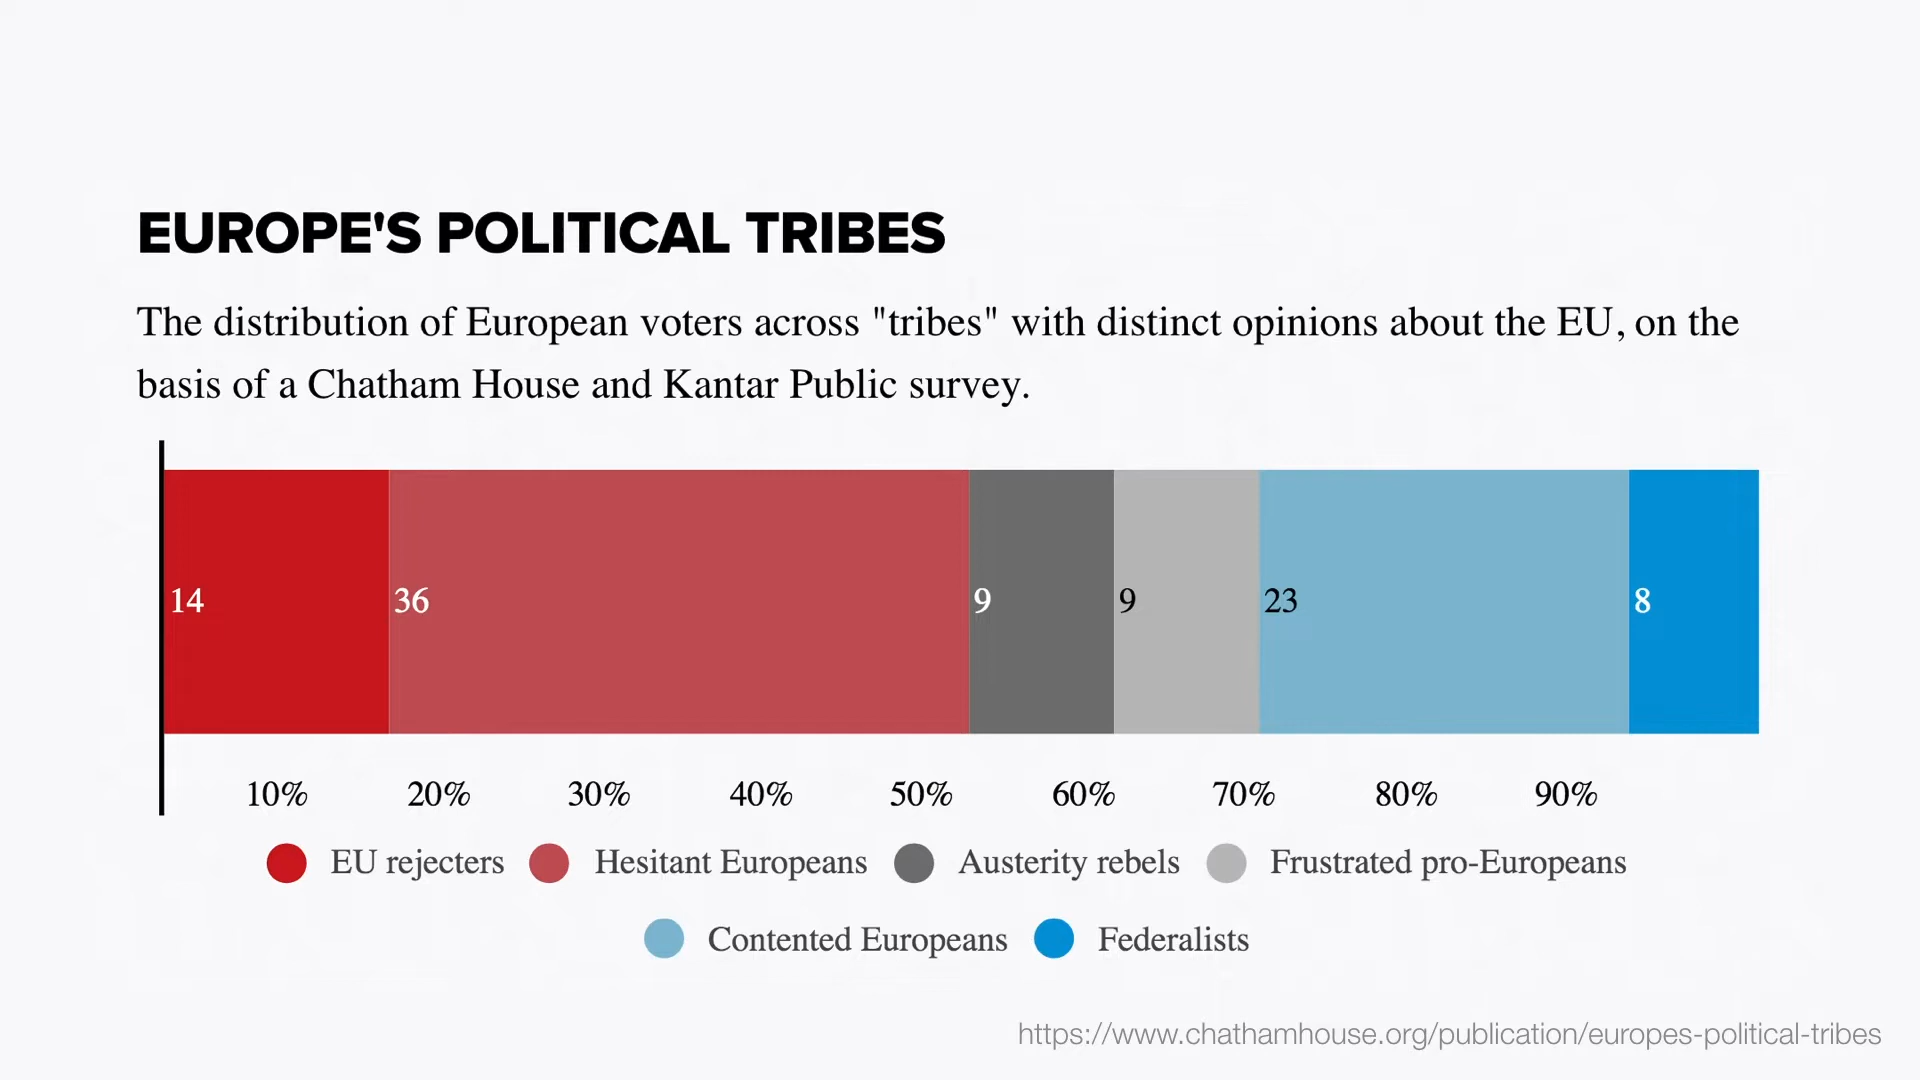 EUROPE'S POLITICAL TRIBES
The distribution of European voters across "tribes" with distinct opinions about the EU, on the
basis of a Chatham House and Kantar Public survey.
14 36 9 9 23 8
10% 20% 30% 40% 50% 60% 70% 80% 90%
EU rejecters Hesitant Europeans Austerity rebels Frustrated pro-Europeans
Contented Europeans Federalists
https://www.chathamhouse.org/publication/europes-political-tribes